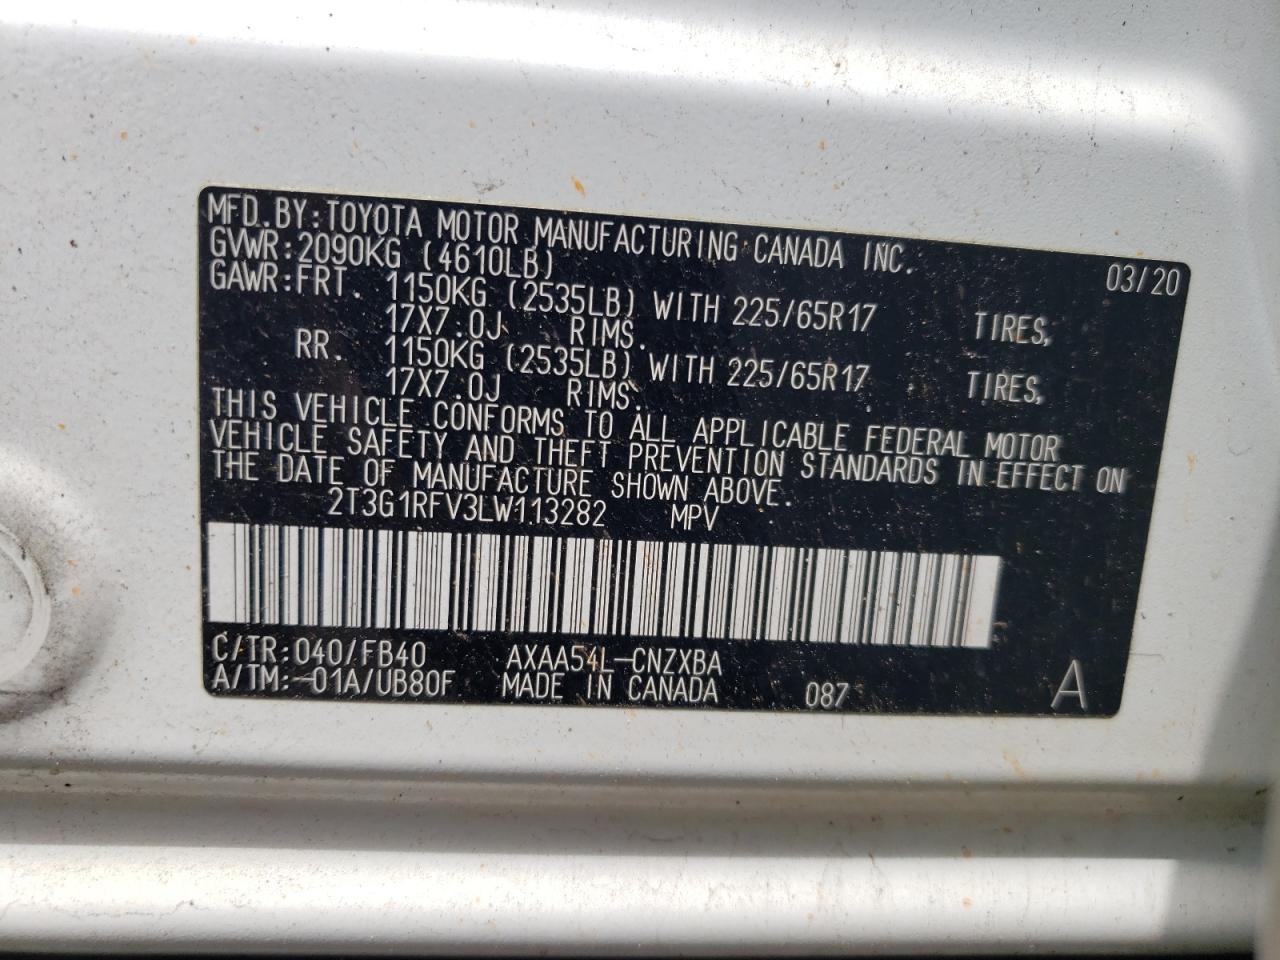 MFD.BY:TOYOTA MOTOR MANUFACTURING CANADA INC. 03/20
GVWR:2090KG (4610LB)
GAWR:FRT. 1150KG (2535LB) WITH 225/65R17 TIRES,
17X7.0J RIMS.
RR. 1150KG (2535LB) WITH 225/65R17 TIRES,
17X7.0J RIMS.
THIS VEHICLE CONFORMS TO ALL APPLICABLE FEDERAL MOTOR
VEHICLE SAFETY AND THEFT PREVENTION STANDARDS IN EFFECT ON
THE DATE OF MANUFACTURE SHOWN ABOVE.
2T3G1RFV3LW113282 MPV
C/TR:040/FB40 AXAA54L-CNZXBA
A/TM:-01A/UB80F MADE IN CANADA 087 A